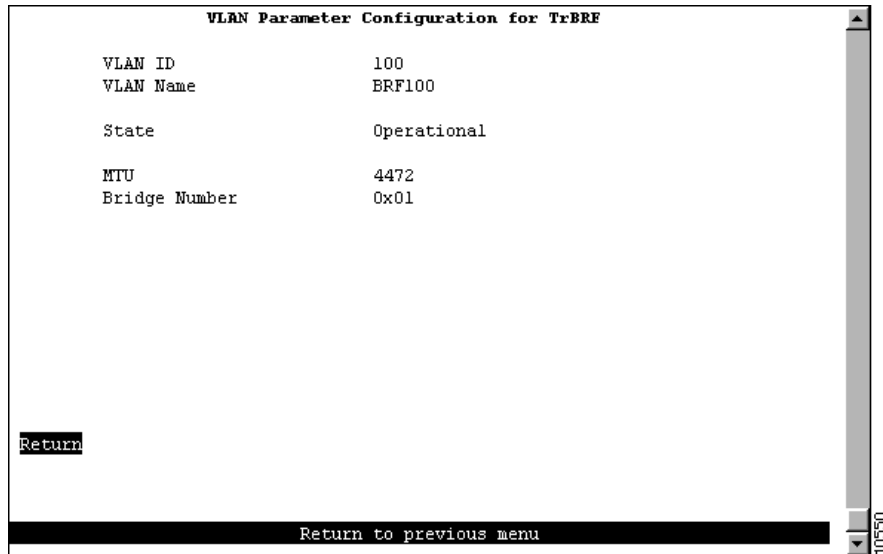 VLAN Parameter Configuration for TrBRF
VLAN ID 100
VLAN Name BRF100
State Operational
MTU 4472
Bridge Number 0x01
Return
Return to previous menu
10550